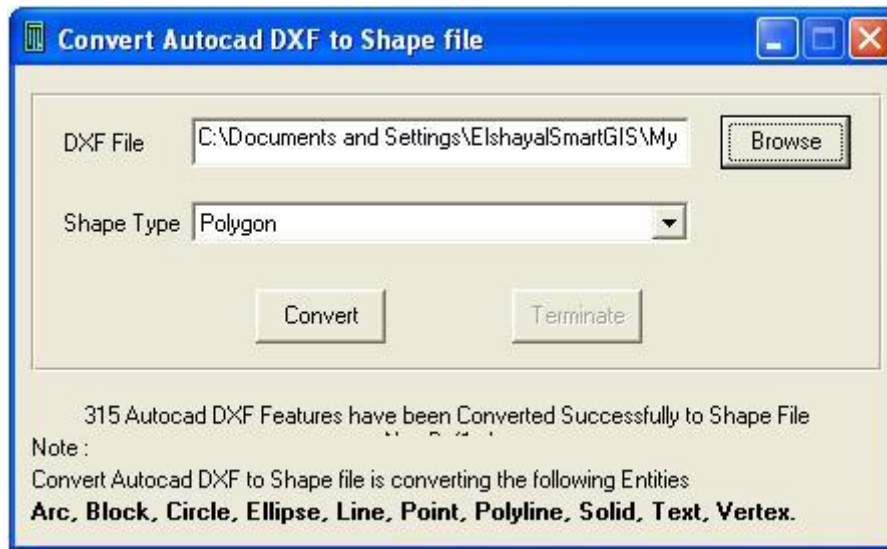 Convert Autocad DXF to Shape file
DXF File C:\Documents and Settings\ElshayalSmartGIS\My Browse
Shape Type Polygon
Convert Terminate
315 Autocad DXF Features have been Converted Successfully to Shape File
Note :
Convert Autocad DXF to Shape file is converting the following Entities
Arc, Block, Circle, Ellipse, Line, Point, Polyline, Solid, Text, Vertex.